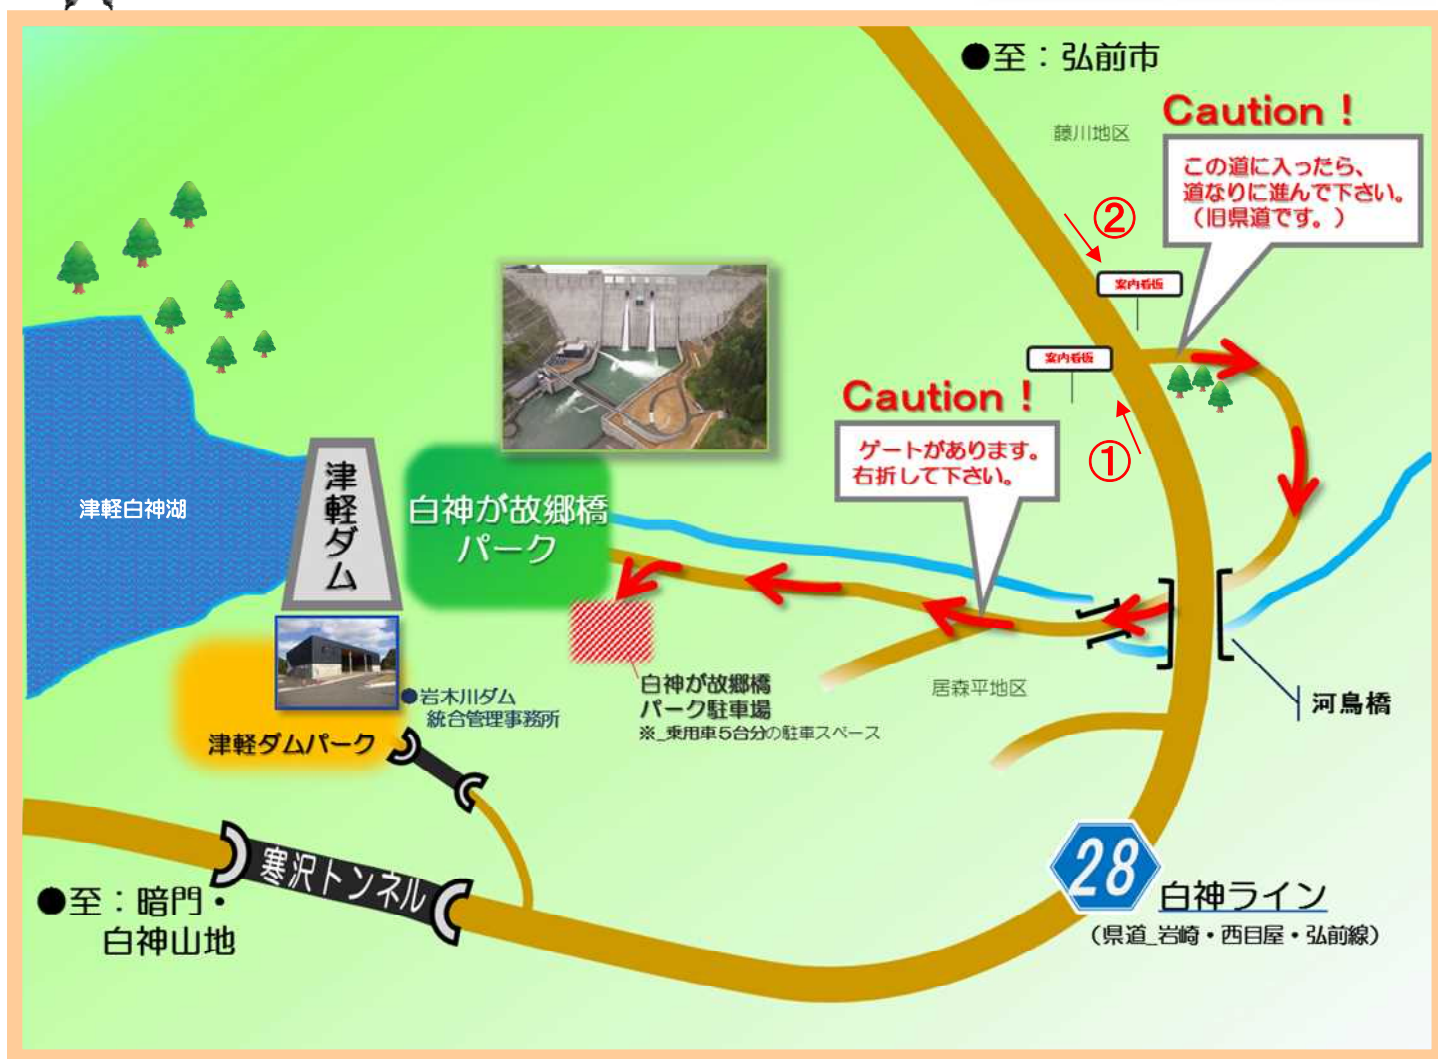 ●至：弘前市
Caution！
藤川地区
この道に入ったら、
道なりに進んで下さい。
（旧県道です。）
②
案内看板
案内看板
Caution！
ゲートがあります。
右折して下さい。
①
津軽ダム
津軽白神湖
白神が故郷橋
パーク
白神が故郷橋
パーク駐車場
※_乗用車５台分の駐車スペース
居森平地区
河鳥橋
●岩木川ダム
統合管理事務所
津軽ダムパーク
寒沢トンネル
28
白神ライン
（県道_岩崎・西目屋・弘前線）
●至：暗門・
白神山地